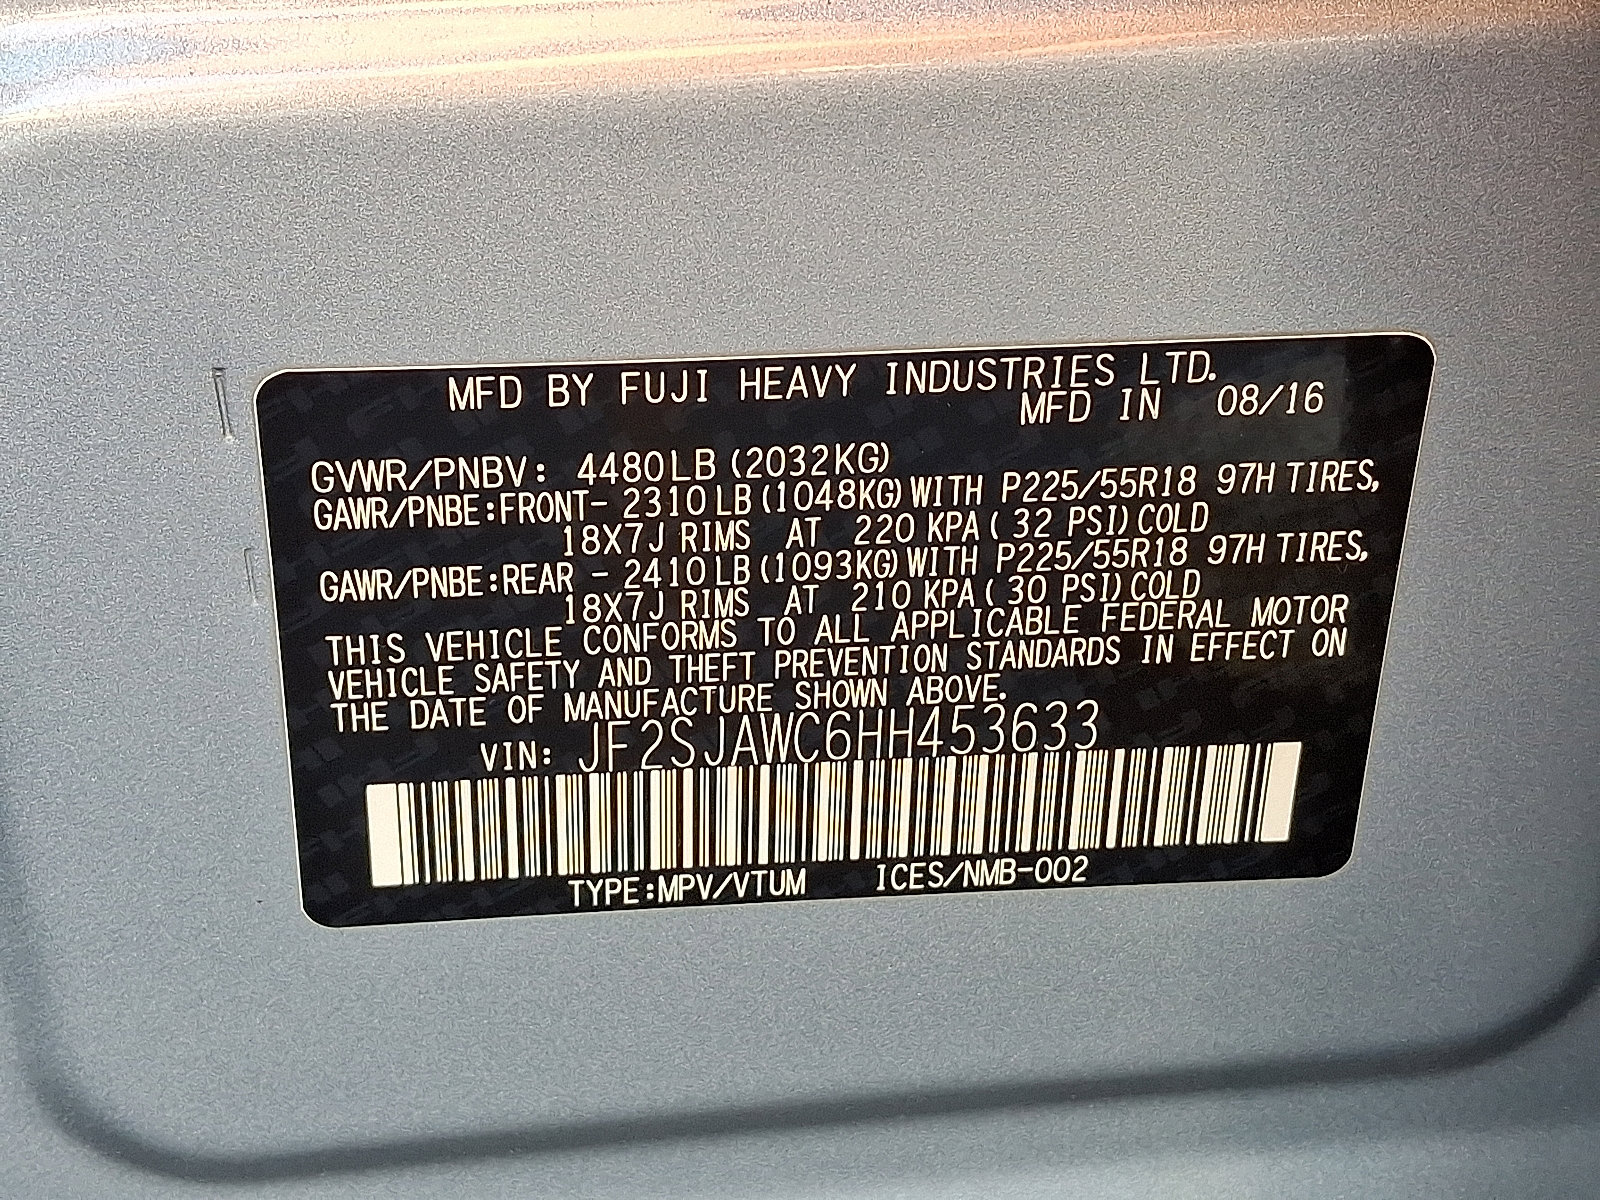 MFD BY FUJI HEAVY INDUSTRIES LTD.
MFD IN 08/16
GVWR/PNBV: 4480LB (2032KG)
GAWR/PNBE:FRONT- 2310 LB (1048KG) WITH P225/55R18 97H TIRES,
18X7J RIMS AT 220 KPA ( 32 PSI) COLD
GAWR/PNBE:REAR - 2410 LB (1093KG) WITH P225/55R18 97H TIRES,
18X7J RIMS AT 210 KPA ( 30 PSI) COLD
THIS VEHICLE CONFORMS TO ALL APPLICABLE FEDERAL MOTOR
VEHICLE SAFETY AND THEFT PREVENTION STANDARDS IN EFFECT ON
THE DATE OF MANUFACTURE SHOWN ABOVE.
VIN: JF2SJAWC6HH453633
TYPE:MPV/VTUM ICES/NMB-002